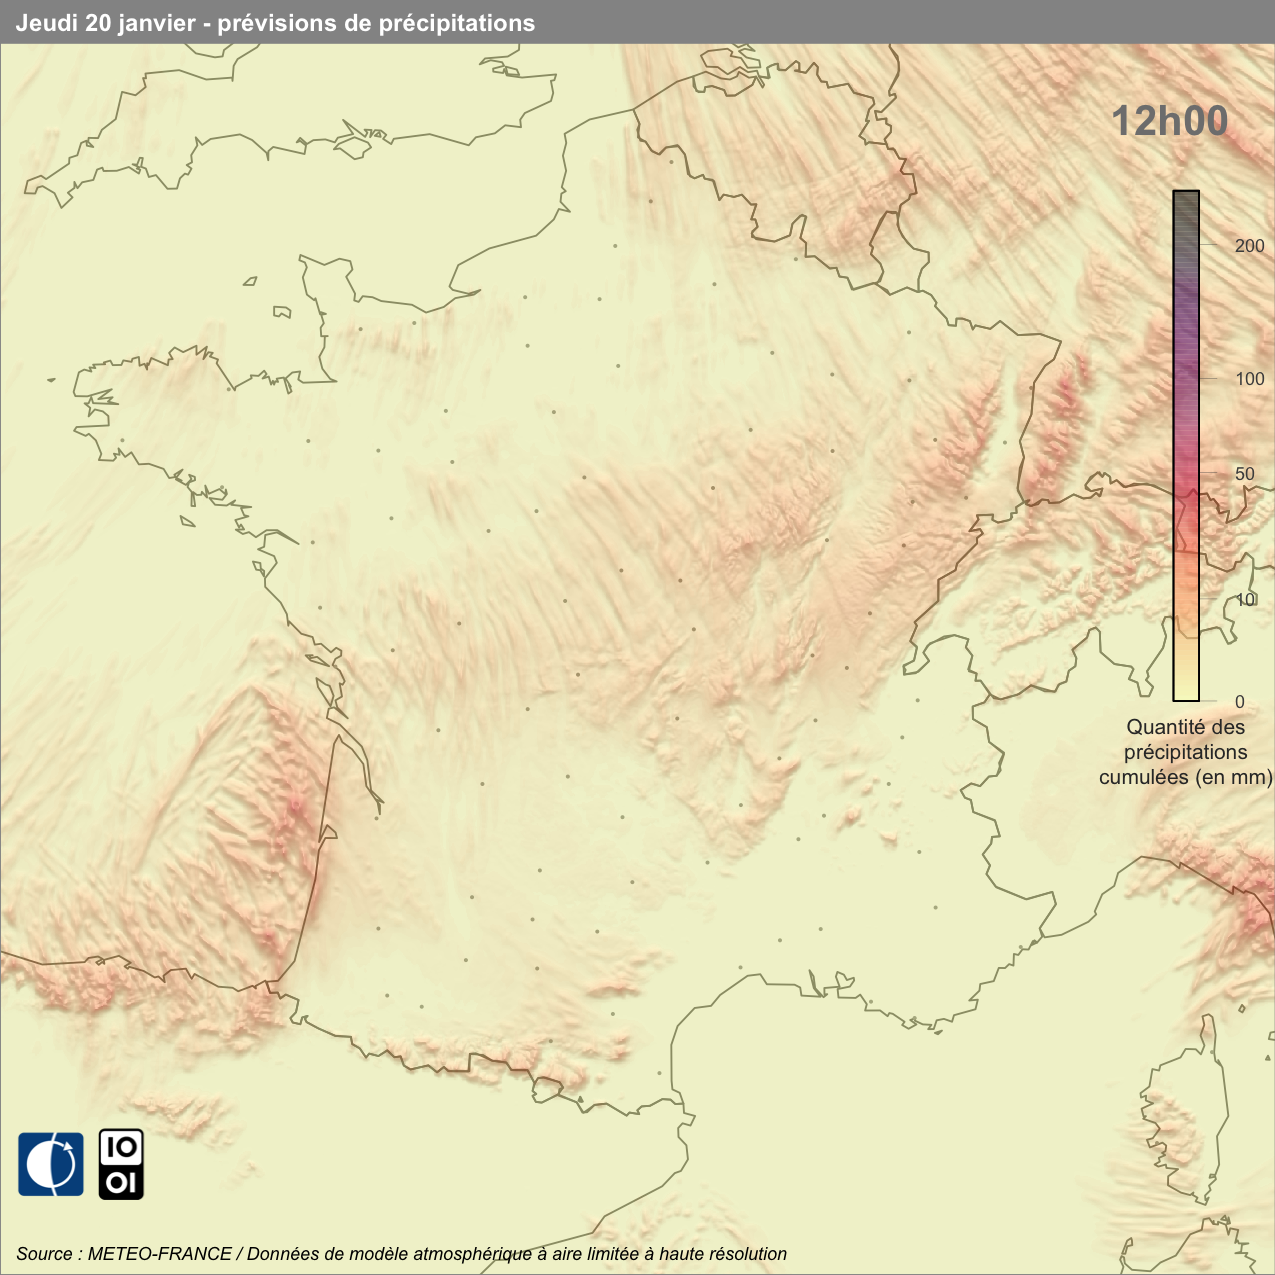 Jeudi 20 janvier - prévisions de précipitations
12h00
200
100
50
10
0
Quantité des
précipitations
cumulées (en mm)
IO
OI
Source : METEO-FRANCE / Données de modèle atmosphérique à aire limitée à haute résolution